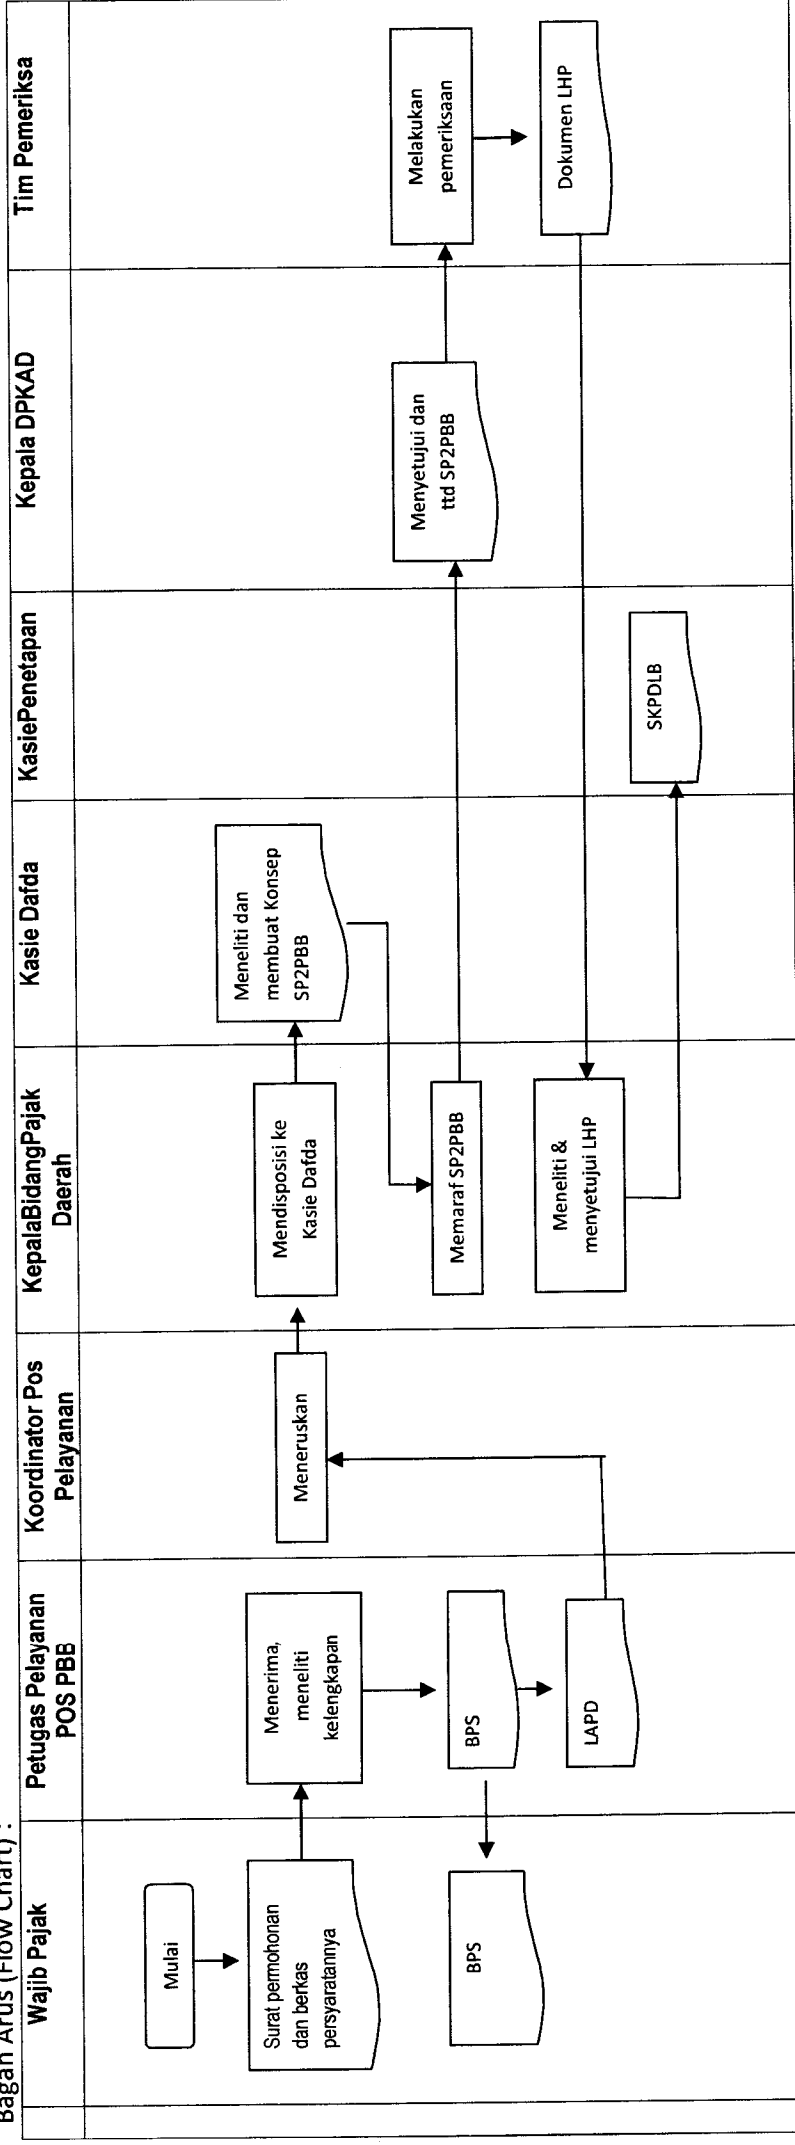 Bagan Arus (Flow Chart) :
Wajib Pajak
Petugas Pelayanan
POS PBB
Koordinator Pos
Pelayanan
KepalaBidangPajak
Daerah
Kasie Dafda
KasiePenetapan
Kepala DPKAD
Tim Pemeriksa
Mulai
Surat permohonan
dan berkas
persyaratannya
Menerima,
meneliti
kelengkapan
BPS
BPS
LAPD
Meneruskan
Mendisposisi ke
Kasie Dafda
Meneliti dan
membuat Konsep
SP2PBB
Memaraf SP2PBB
Menyetujui dan
ttd SP2PBB
Melakukan
pemeriksaan
Dokumen LHP
Meneliti &
menyetujui LHP
SKPDLB